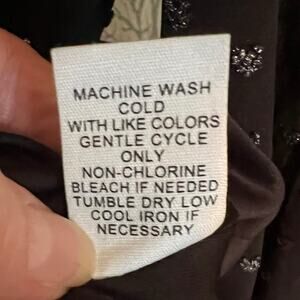 MACHINE WASH
COLD
WITH LIKE COLORS
GENTLE CYCLE
ONLY
NON-CHLORINE
BLEACH IF NEEDED
TUMBLE DRY LOW
COOL IRON IF
NECESSARY